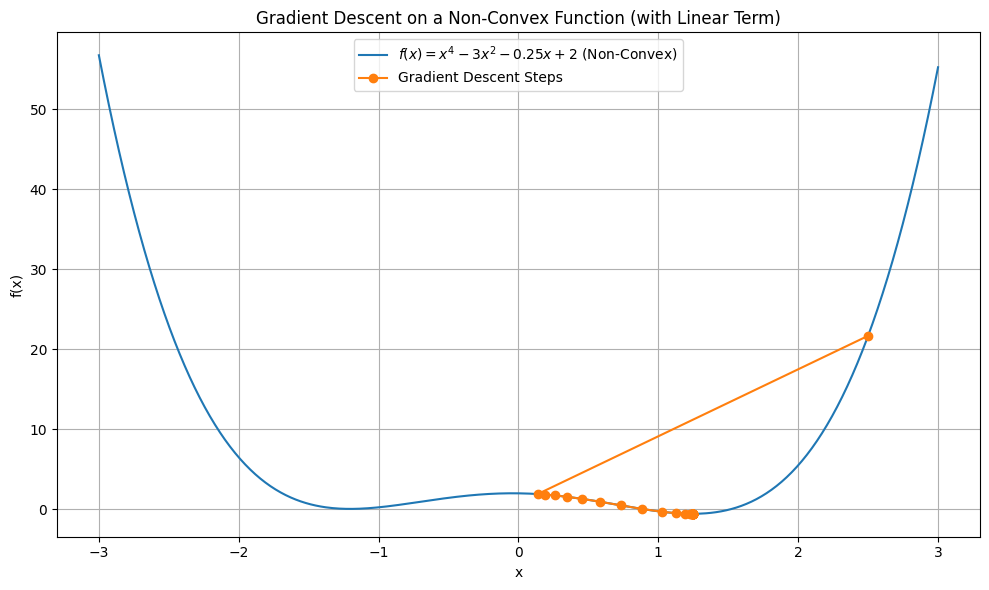 Gradient Descent on a Non-Convex Function (with Linear Term)
f(x) = x⁴ − 3x² − 0.25x + 2 (Non-Convex)
Gradient Descent Steps
f(x)
50
40
30
20
10
0
−3 −2 −1 0 1 2 3
x